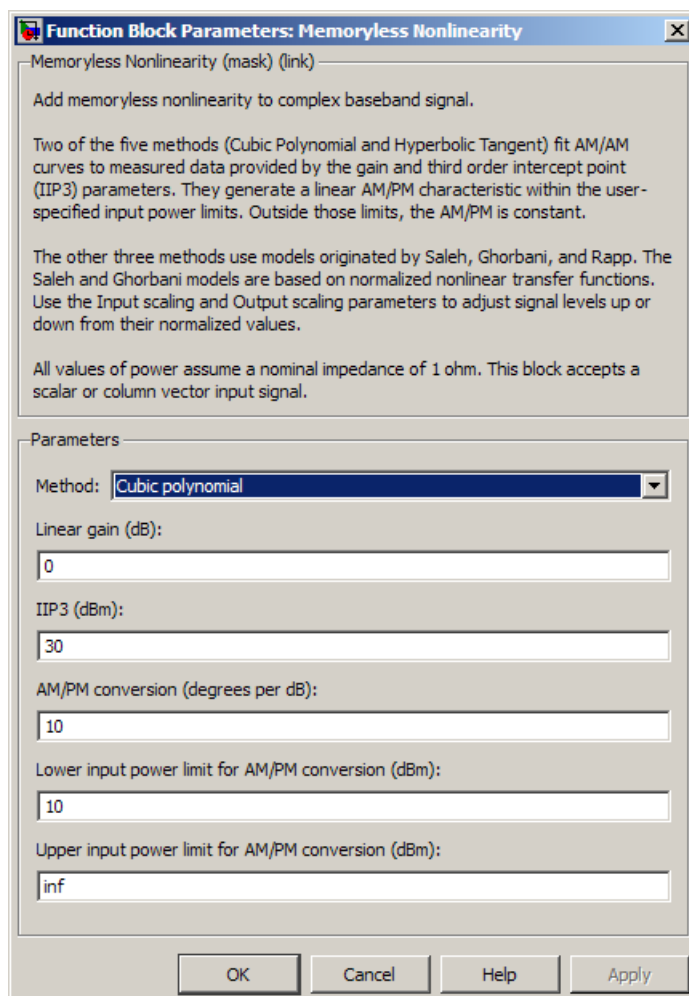 Function Block Parameters: Memoryless Nonlinearity
Memoryless Nonlinearity (mask) (link)
Add memoryless nonlinearity to complex baseband signal.
Two of the five methods (Cubic Polynomial and Hyperbolic Tangent) fit AM/AM
curves to measured data provided by the gain and third order intercept point
(IIP3) parameters. They generate a linear AM/PM characteristic within the user-
specified input power limits. Outside those limits, the AM/PM is constant.
The other three methods use models originated by Saleh, Ghorbani, and Rapp. The
Saleh and Ghorbani models are based on normalized nonlinear transfer functions.
Use the Input scaling and Output scaling parameters to adjust signal levels up or
down from their normalized values.
All values of power assume a nominal impedance of 1 ohm. This block accepts a
scalar or column vector input signal.
Parameters
Method: Cubic polynomial
Linear gain (dB):
0
IIP3 (dBm):
30
AM/PM conversion (degrees per dB):
10
Lower input power limit for AM/PM conversion (dBm):
10
Upper input power limit for AM/PM conversion (dBm):
inf
OK Cancel Help Apply